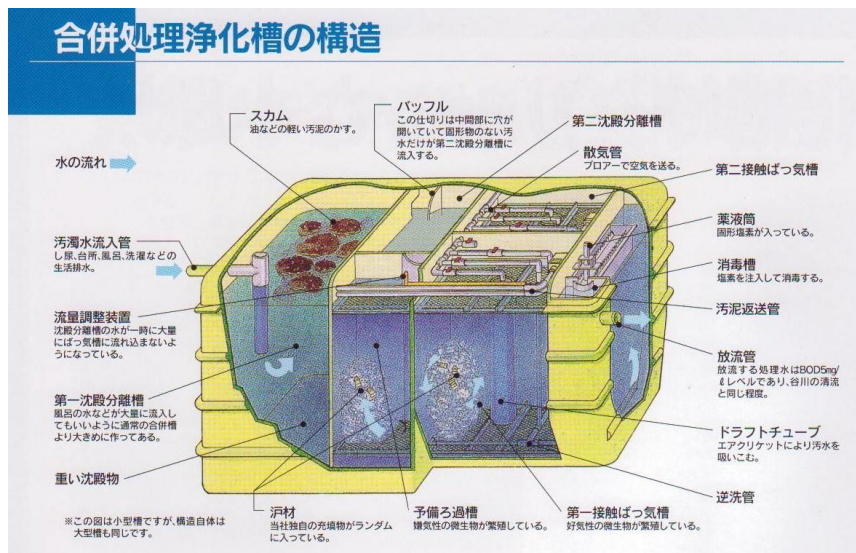 合併処理浄化槽の構造
スカム
油などの軽い汚泥のかす。
バッフル
この仕切りは中間部に穴が
開いていて固形物のない汚
水だけが第二沈殿分離槽に
流入する。
第二沈殿分離槽
散気管
ブロアーで空気を送る。
第二接触ばっ気槽
水の流れ
薬液筒
固形塩素が入っている。
汚濁水流入管
し尿、台所、風呂、洗濯などの
生活排水。
消毒槽
塩素を注入して消毒する。
汚泥返送管
流量調整装置
沈殿分離槽の水が一時に大量
にばっ気槽に流れ込まないよ
うになっている。
放流管
放流する処理水はBOD5mg/
ℓレベルであり、谷川の清流
と同じ程度。
第一沈殿分離槽
風呂の水などが大量に流入し
てもいいように通常の合併槽
より大きめに作ってある。
ドラフトチューブ
エアクリケットにより汚水を
吸いこむ。
重い沈殿物
逆洗管
沪材
当社独自の充填物がランダム
に入っている。
予備ろ過槽
嫌気性の微生物が繁殖している。
第一接触ばっ気槽
好気性の微生物が繁殖している。
※この図は小型槽ですが、構造自体は
大型槽も同じです。